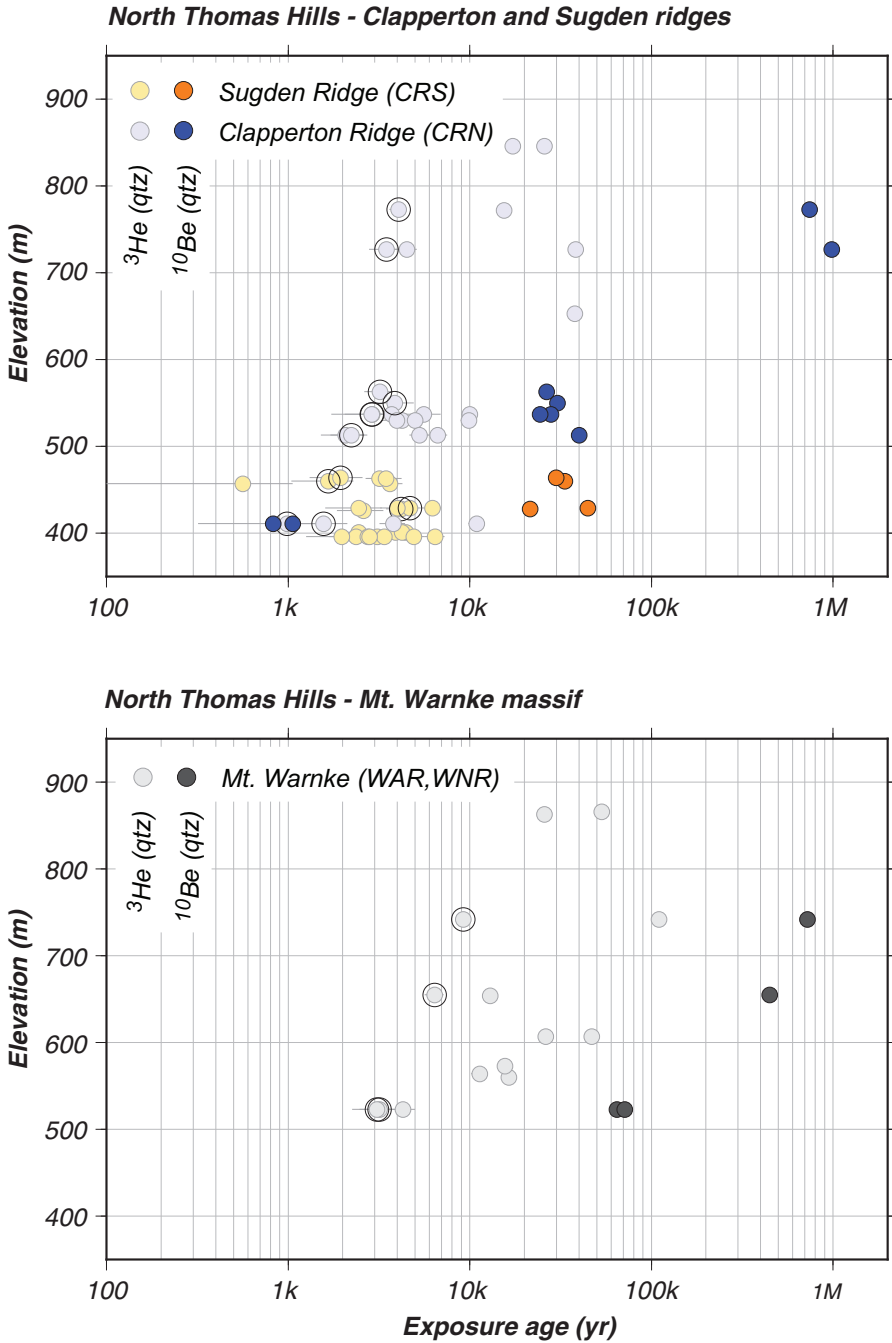 North Thomas Hills - Clapperton and Sugden ridges
Sugden Ridge (CRS)
Clapperton Ridge (CRN)
3He (qtz)
10Be (qtz)
900
800
700
600
500
400
Elevation (m)
100
1k
10k
100k
1M
North Thomas Hills - Mt. Warnke massif
Mt. Warnke (WAR,WNR)
3He (qtz)
10Be (qtz)
900
800
700
600
500
400
Elevation (m)
100
1k
10k
100k
1M
Exposure age (yr)